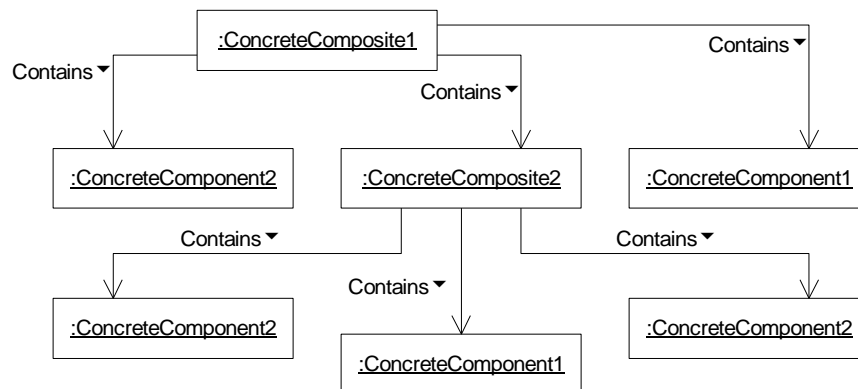 :ConcreteComposite1
Contains
Contains
Contains
:ConcreteComponent2
:ConcreteComposite2
:ConcreteComponent1
Contains
Contains
Contains
:ConcreteComponent2
:ConcreteComponent1
:ConcreteComponent2